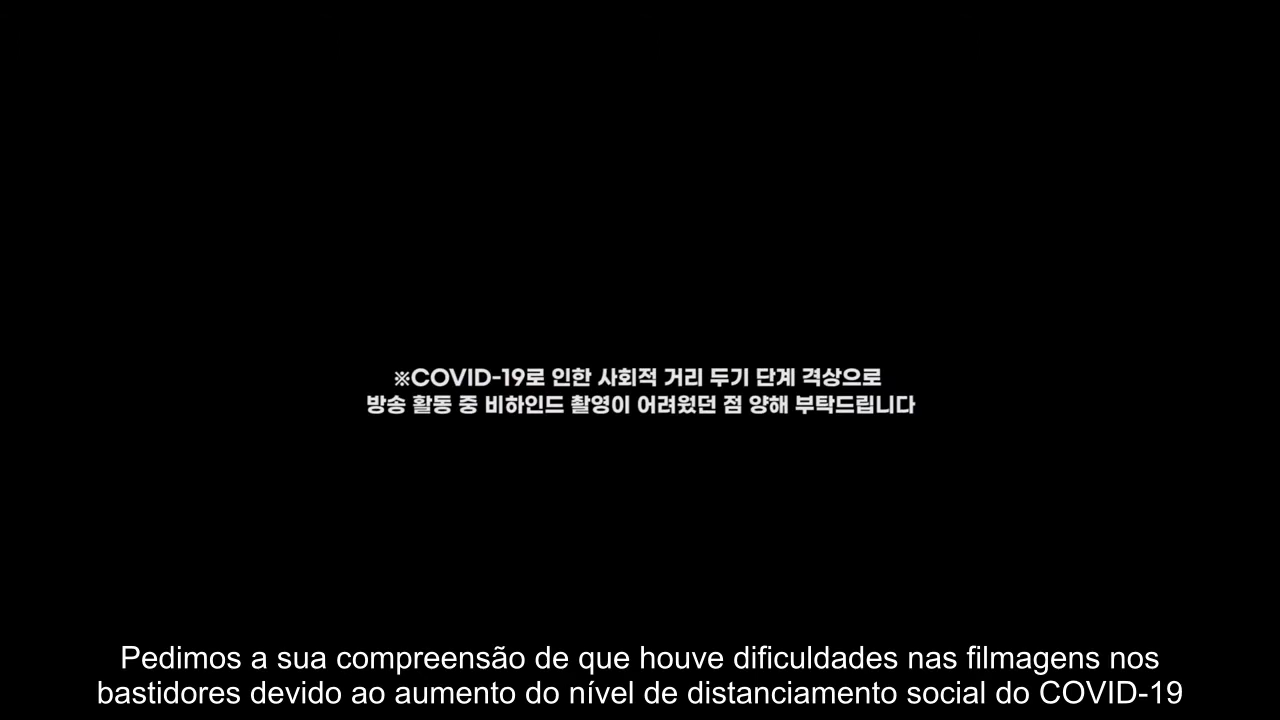 ※COVID-19로 인한 사회적 거리 두기 단계 격상으로
방송 활동 중 비하인드 촬영이 어려웠던 점 양해 부탁드립니다
Pedimos a sua compreensão de que houve dificuldades nas filmagens nos
bastidores devido ao aumento do nível de distanciamento social do COVID-19